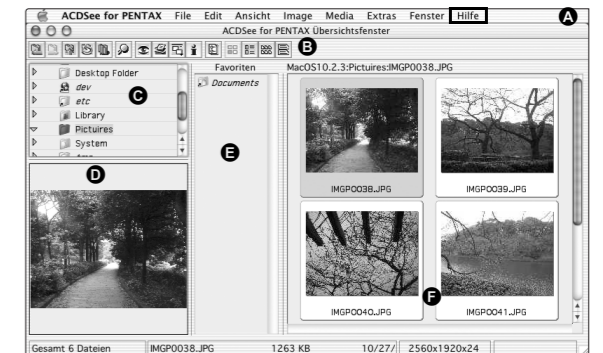 ACDSee for PENTAX File Edit Ansicht Image Media Extras Fenster Hilfe A
ACDSee for PENTAX Übersichtsfenster
B
Favoriten MacOS10.2.3:Pictuires:IMGP0038.JPG
Desktop Folder
dev
etc
Library
Pictuires
System
C
Documents
D
E
IMGP0038.JPG IMGP0039.JPG
IMGP0040.JPG IMGP0041.JPG
F
Gesamt 6 Dateien IMGP0038.JPG 1263 KB 10/27/ 2560x1920x24